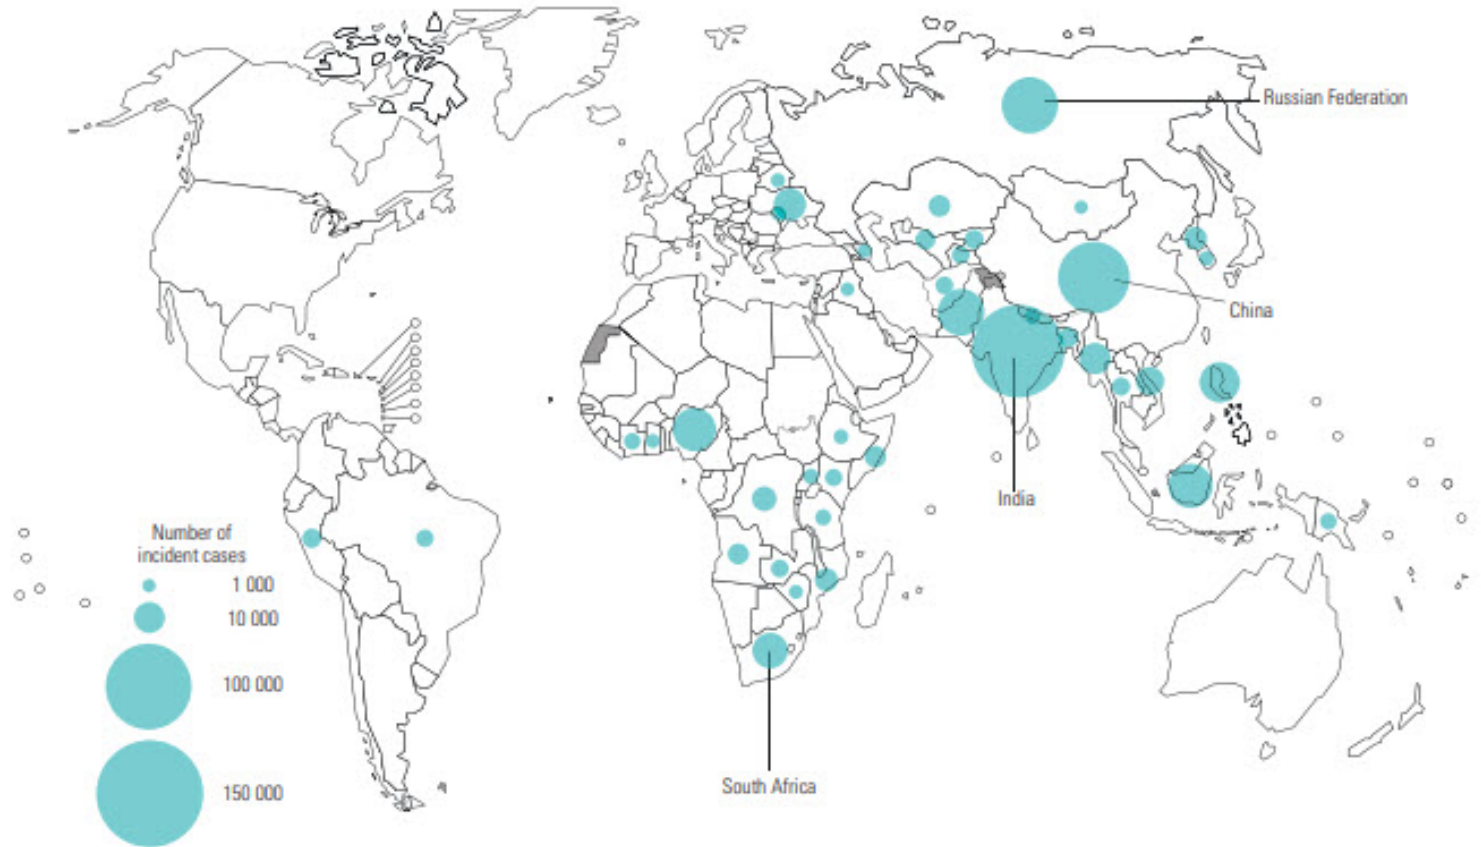 Russian Federation
China
India
Number of
incident cases
1 000
10 000
100 000
150 000
South Africa